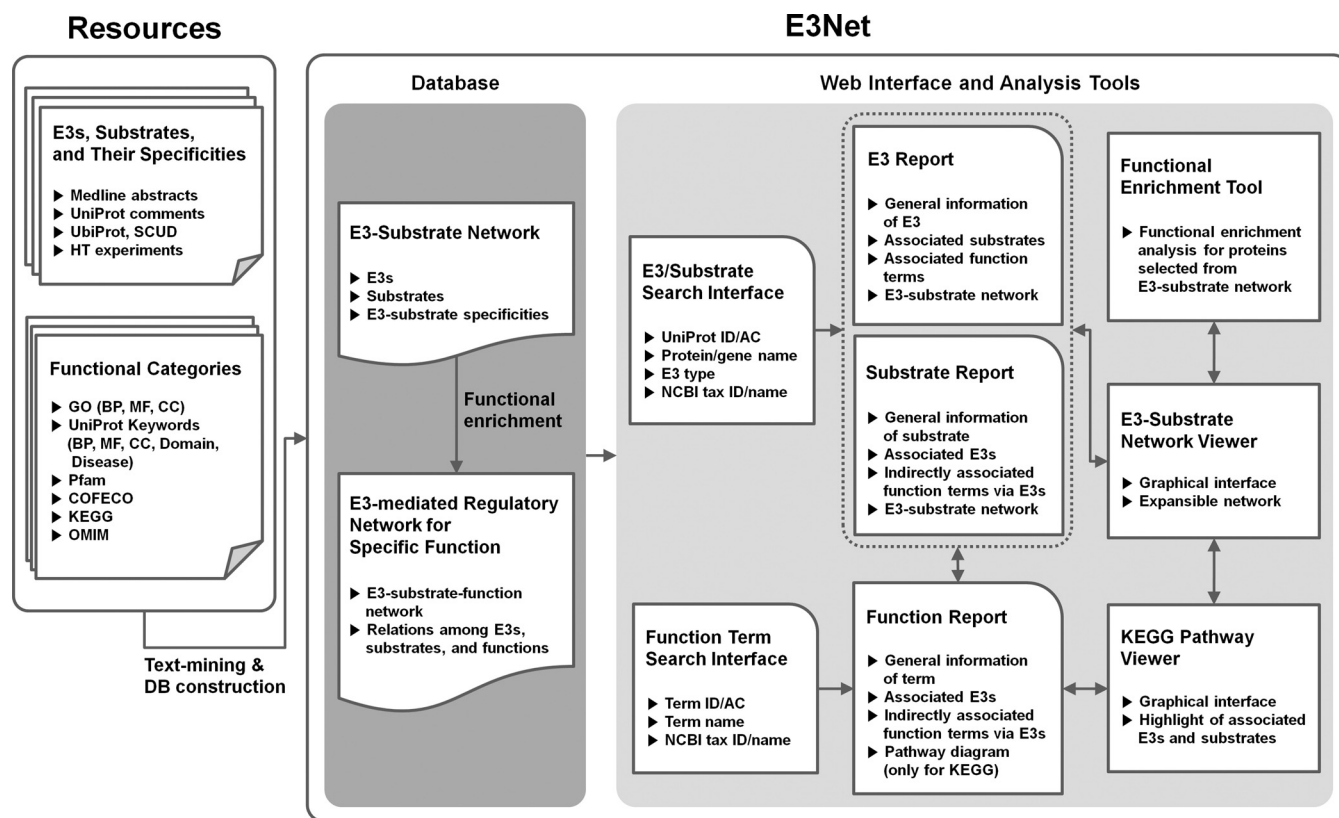 Resources
E3s, Substrates,
and Their Specificities
▶ Medline abstracts
▶ UniProt comments
▶ UbiProt, SCUD
▶ HT experiments
Functional Categories
▶ GO (BP, MF, CC)
▶ UniProt Keywords
(BP, MF, CC, Domain,
Disease)
▶ Pfam
▶ COFECO
▶ KEGG
▶ OMIM
Text-mining &
DB construction
E3Net
Database
E3-Substrate Network
▶ E3s
▶ Substrates
▶ E3-substrate specificities
Functional
enrichment
E3-mediated Regulatory
Network for
Specific Function
▶ E3-substrate-function
network
▶ Relations among E3s,
substrates, and functions
Web Interface and Analysis Tools
E3/Substrate
Search Interface
▶ UniProt ID/AC
▶ Protein/gene name
▶ E3 type
▶ NCBI tax ID/name
Function Term
Search Interface
▶ Term ID/AC
▶ Term name
▶ NCBI tax ID/name
E3 Report
▶ General information
of E3
▶ Associated substrates
▶ Associated function
terms
▶ E3-substrate network
Substrate Report
▶ General information
of substrate
▶ Associated E3s
▶ Indirectly associated
function terms via E3s
▶ E3-substrate network
Function Report
▶ General information
of term
▶ Associated E3s
▶ Indirectly associated
function terms via E3s
▶ Pathway diagram
(only for KEGG)
Functional
Enrichment Tool
▶ Functional enrichment
analysis for proteins
selected from
E3-substrate network
E3-Substrate
Network Viewer
▶ Graphical interface
▶ Expansible network
KEGG Pathway
Viewer
▶ Graphical interface
▶ Highlight of associated
E3s and substrates